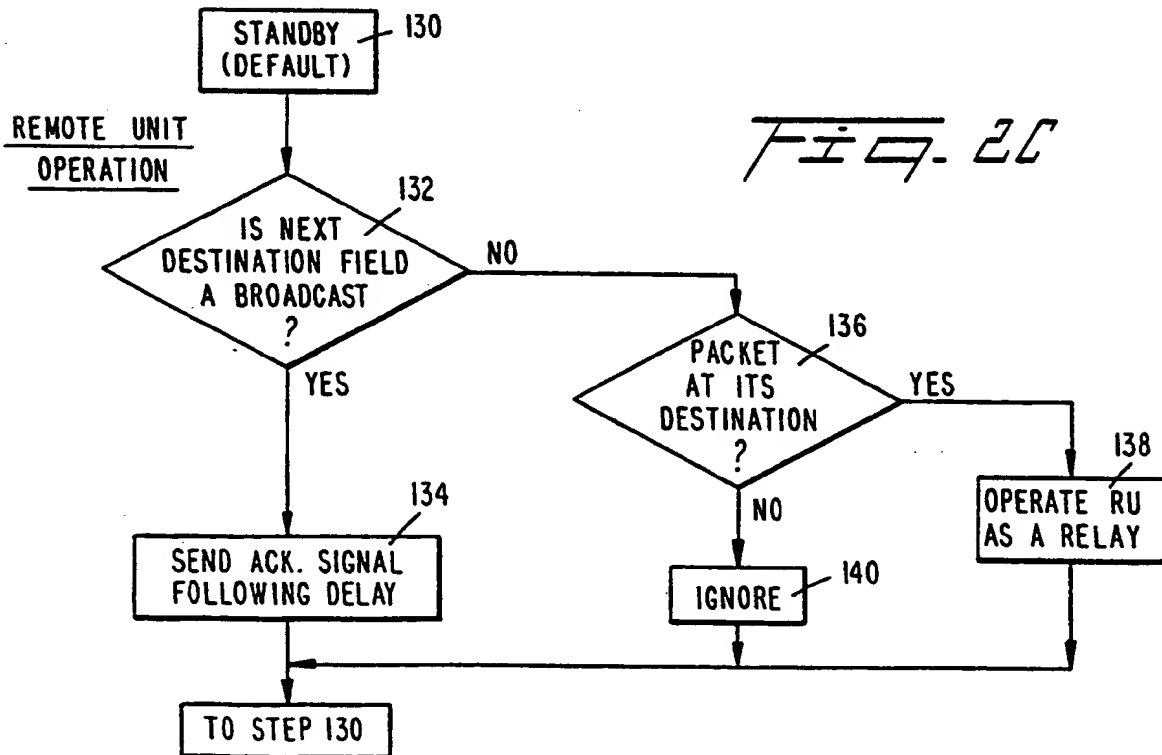 STANDBY
(DEFAULT)
130
REMOTE UNIT
OPERATION
Fig. 2C
132
IS NEXT
DESTINATION FIELD
A BROADCAST
?
NO
YES
136
PACKET
AT ITS
DESTINATION
?
YES
NO
134
SEND ACK. SIGNAL
FOLLOWING DELAY
138
OPERATE RU
AS A RELAY
140
IGNORE
TO STEP 130